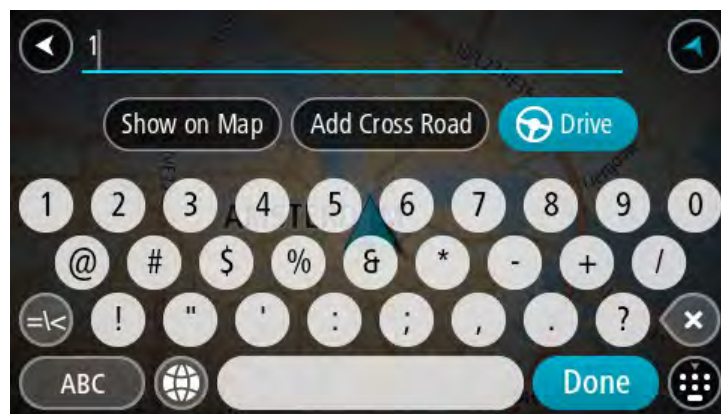 1
Show on Map Add Cross Road Drive
1 2 3 4 5 6 7 8 9 0
@ # $ % & * - + /
=\< ! " ' : ; , . ?
ABC Done